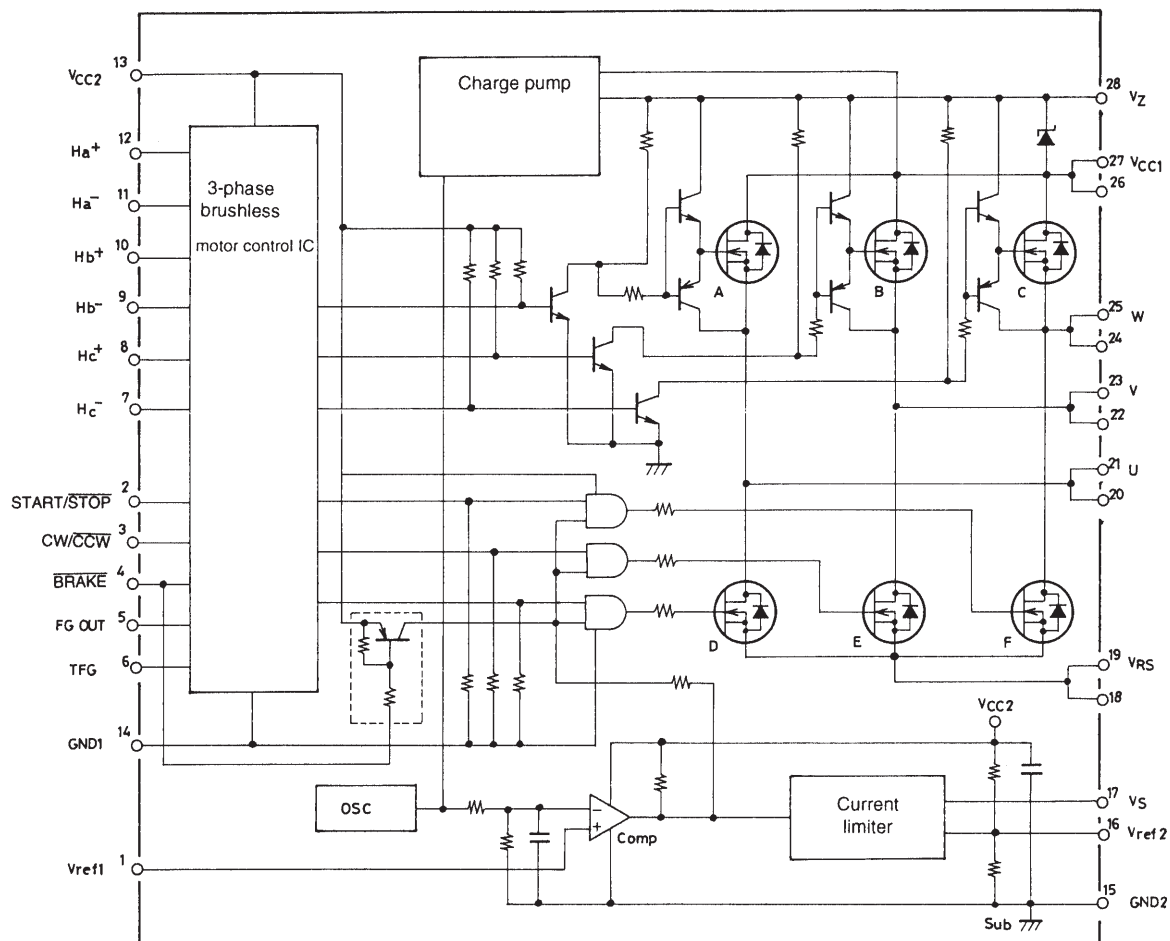 13
VCC2
12
Ha+
11
Ha-
10
Hb+
9
Hb-
8
Hc+
7
Hc-
2
START/STOP
3
CW/CCW
4
BRAKE
5
FG OUT
6
TFG
14
GND1
1
Vref1
3-phase
brushless
motor control IC
Charge pump
A
B
C
D
E
F
OSC
Comp
Current
limiter
VCC2
Sub
28
VZ
27
VCC1
26
25
W
24
23
V
22
21
U
20
19
VRS
18
17
VS
16
Vref2
15
GND2